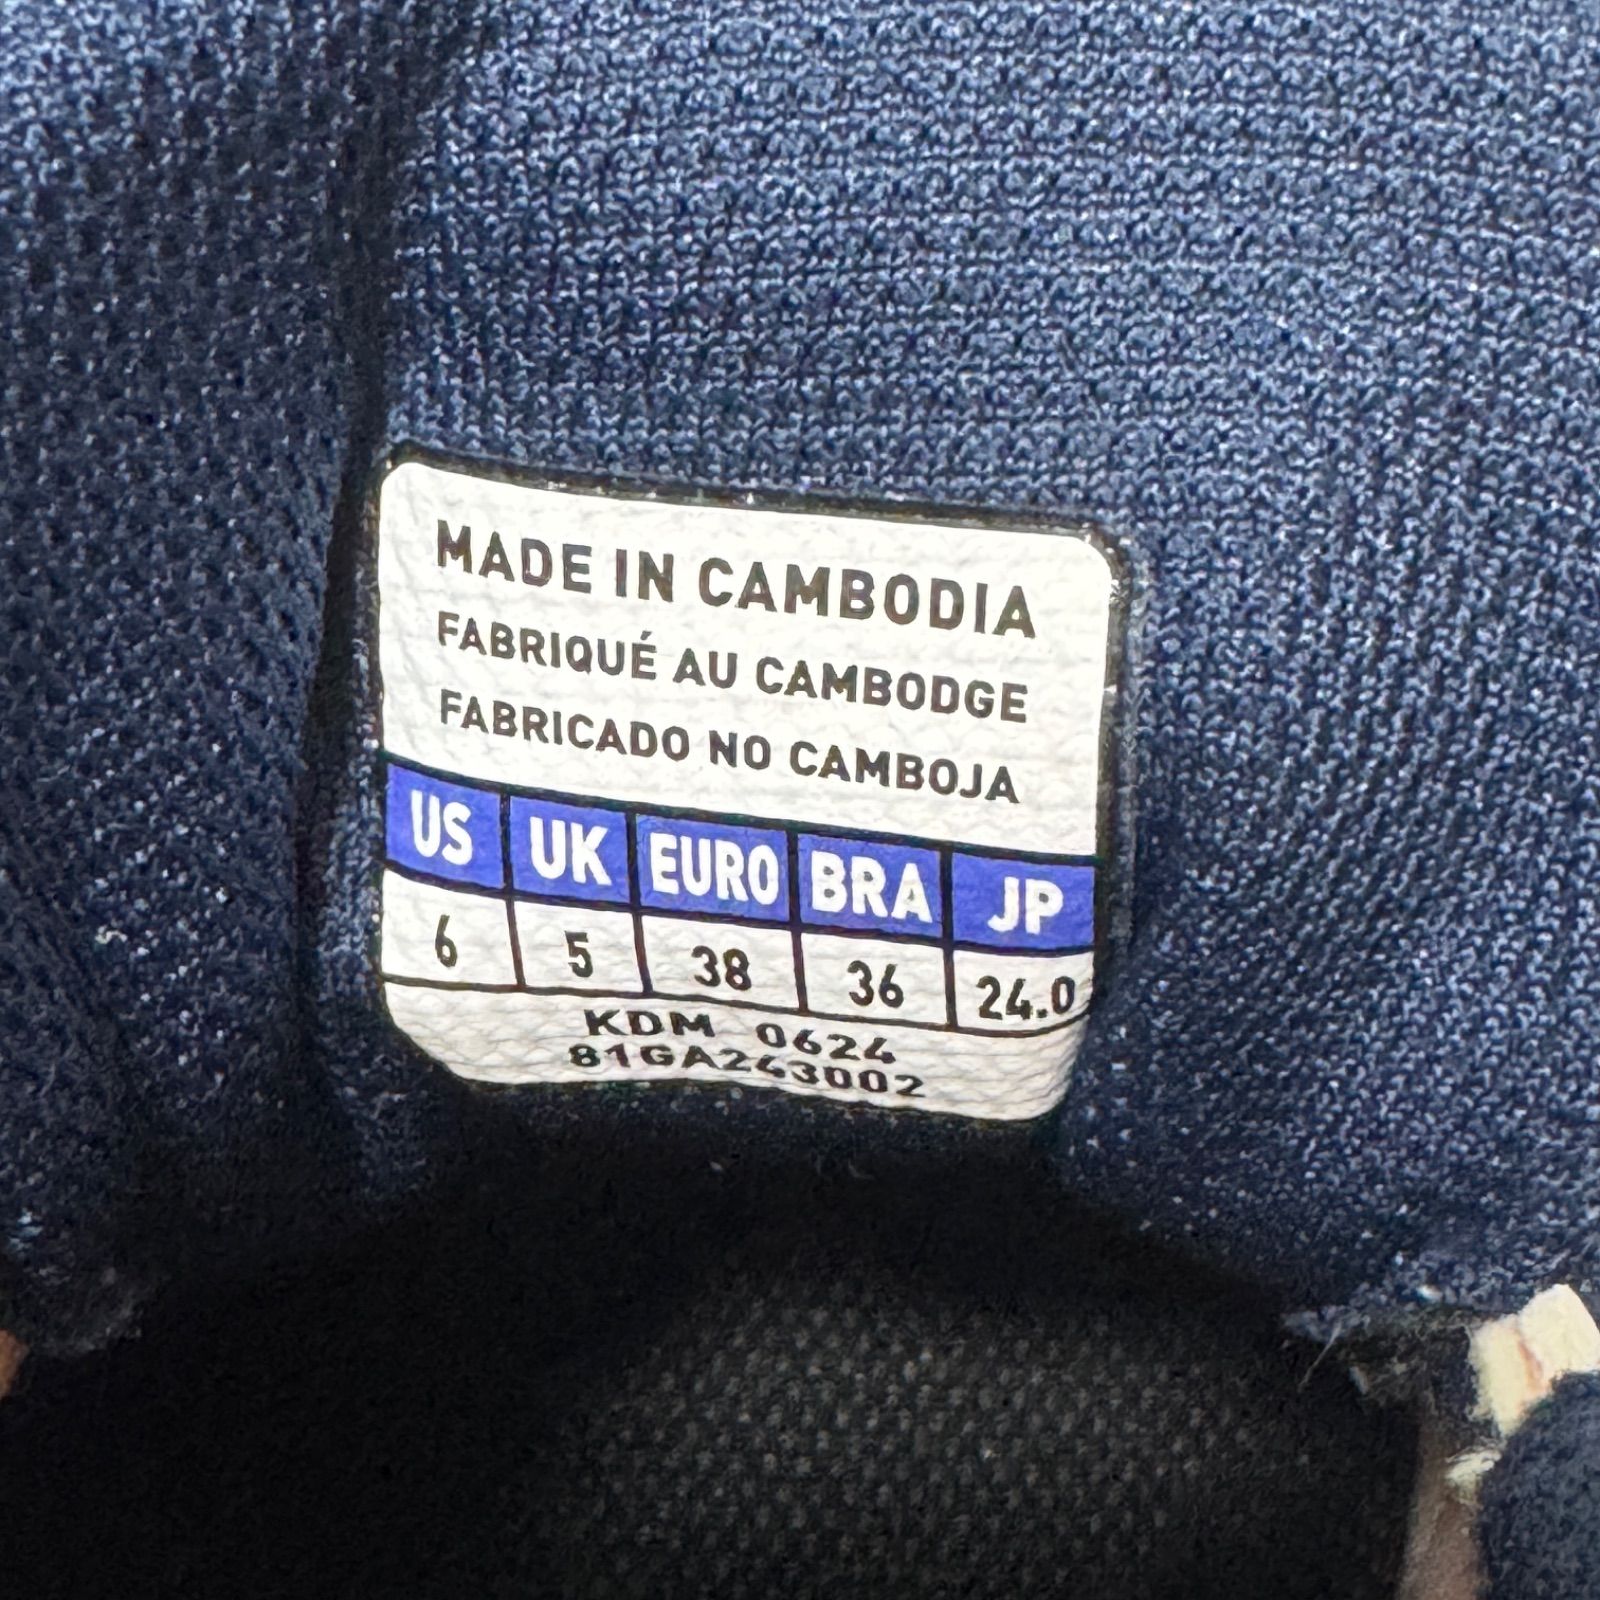 MADE IN CAMBODIA
FABRIQUÉ AU CAMBODGE
FABRICADO NO CAMBOJA
US UK EURO BRA JP
6 5 38 36 24.0
KDM 0624
81GA243002